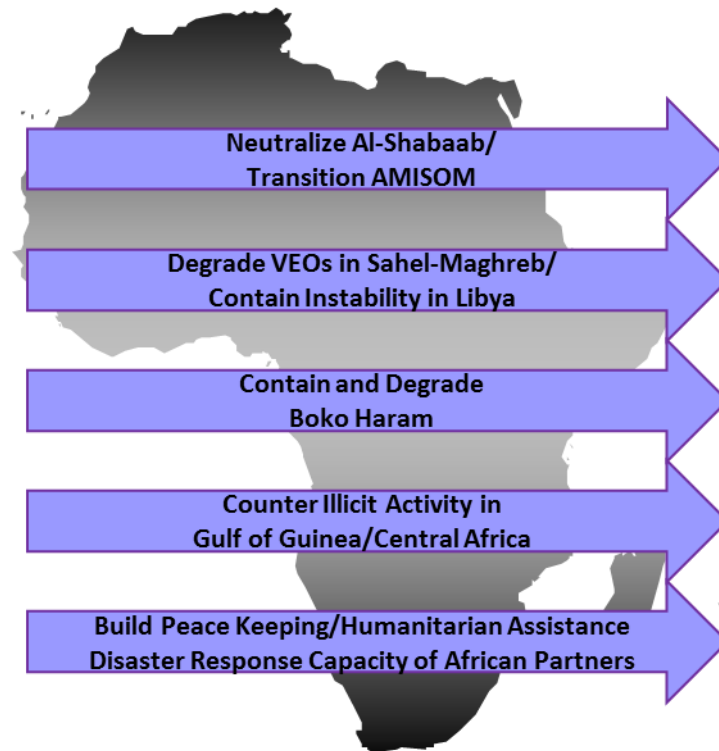 Neutralize Al-Shabaab/
Transition AMISOM
Degrade VEOs in Sahel-Maghreb/
Contain Instability in Libya
Contain and Degrade
Boko Haram
Counter Illicit Activity in
Gulf of Guinea/Central Africa
Build Peace Keeping/Humanitarian Assistance
Disaster Response Capacity of African Partners